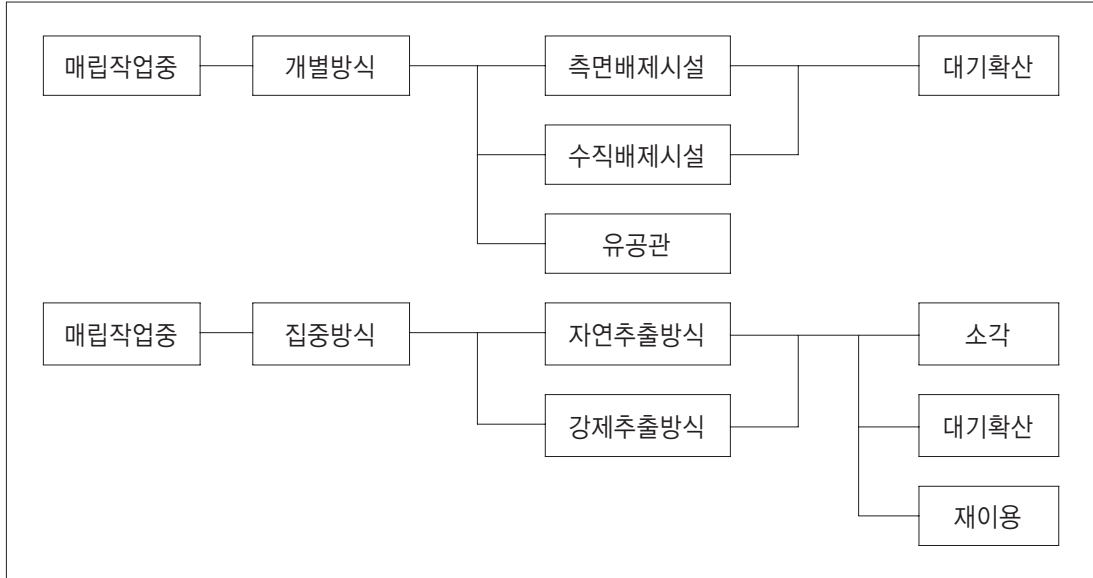 매립작업중
개별방식
측면배제시설
대기확산
수직배제시설
유공관
매립작업중
집중방식
자연추출방식
소각
강제추출방식
대기확산
재이용